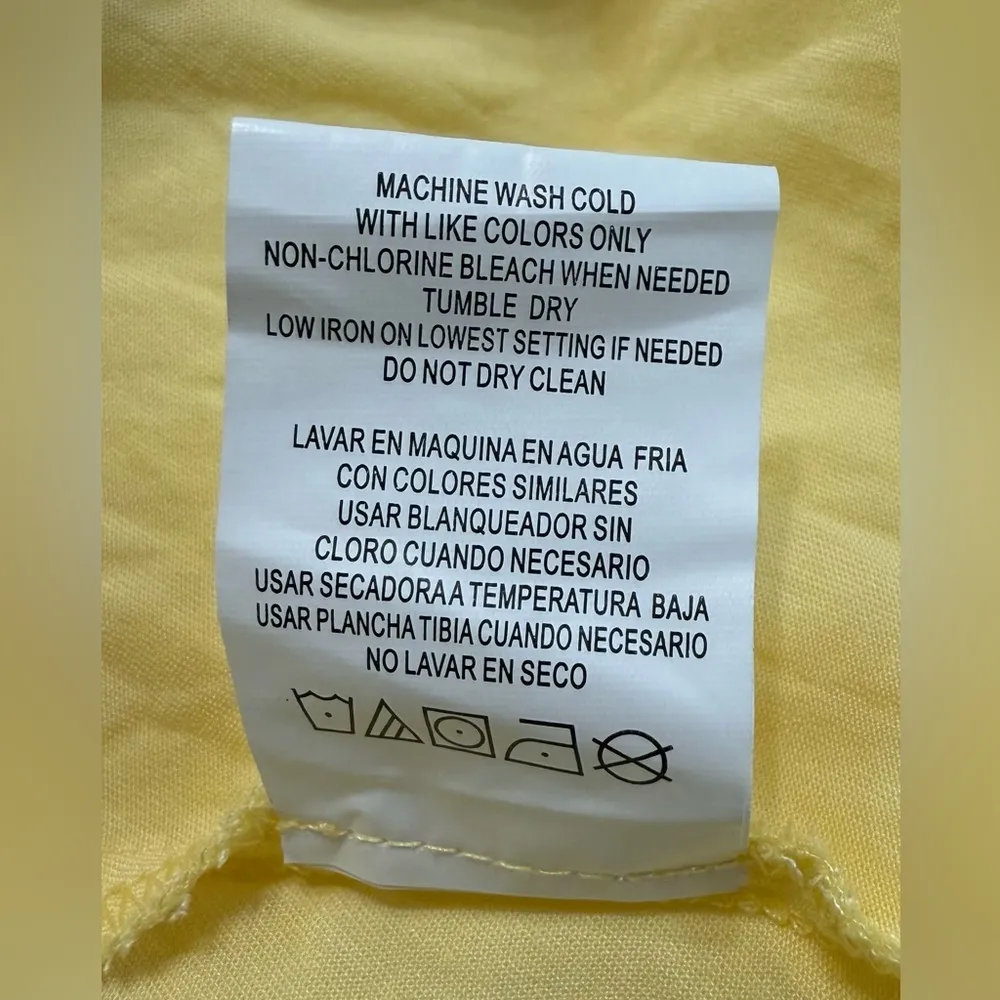 MACHINE WASH COLD
WITH LIKE COLORS ONLY
NON-CHLORINE BLEACH WHEN NEEDED
TUMBLE DRY
LOW IRON ON LOWEST SETTING IF NEEDED
DO NOT DRY CLEAN
LAVAR EN MAQUINA EN AGUA FRIA
CON COLORES SIMILARES
USAR BLANQUEADOR SIN
CLORO CUANDO NECESARIO
USAR SECADORA A TEMPERATURA BAJA
USAR PLANCHA TIBIA CUANDO NECESARIO
NO LAVAR EN SECO